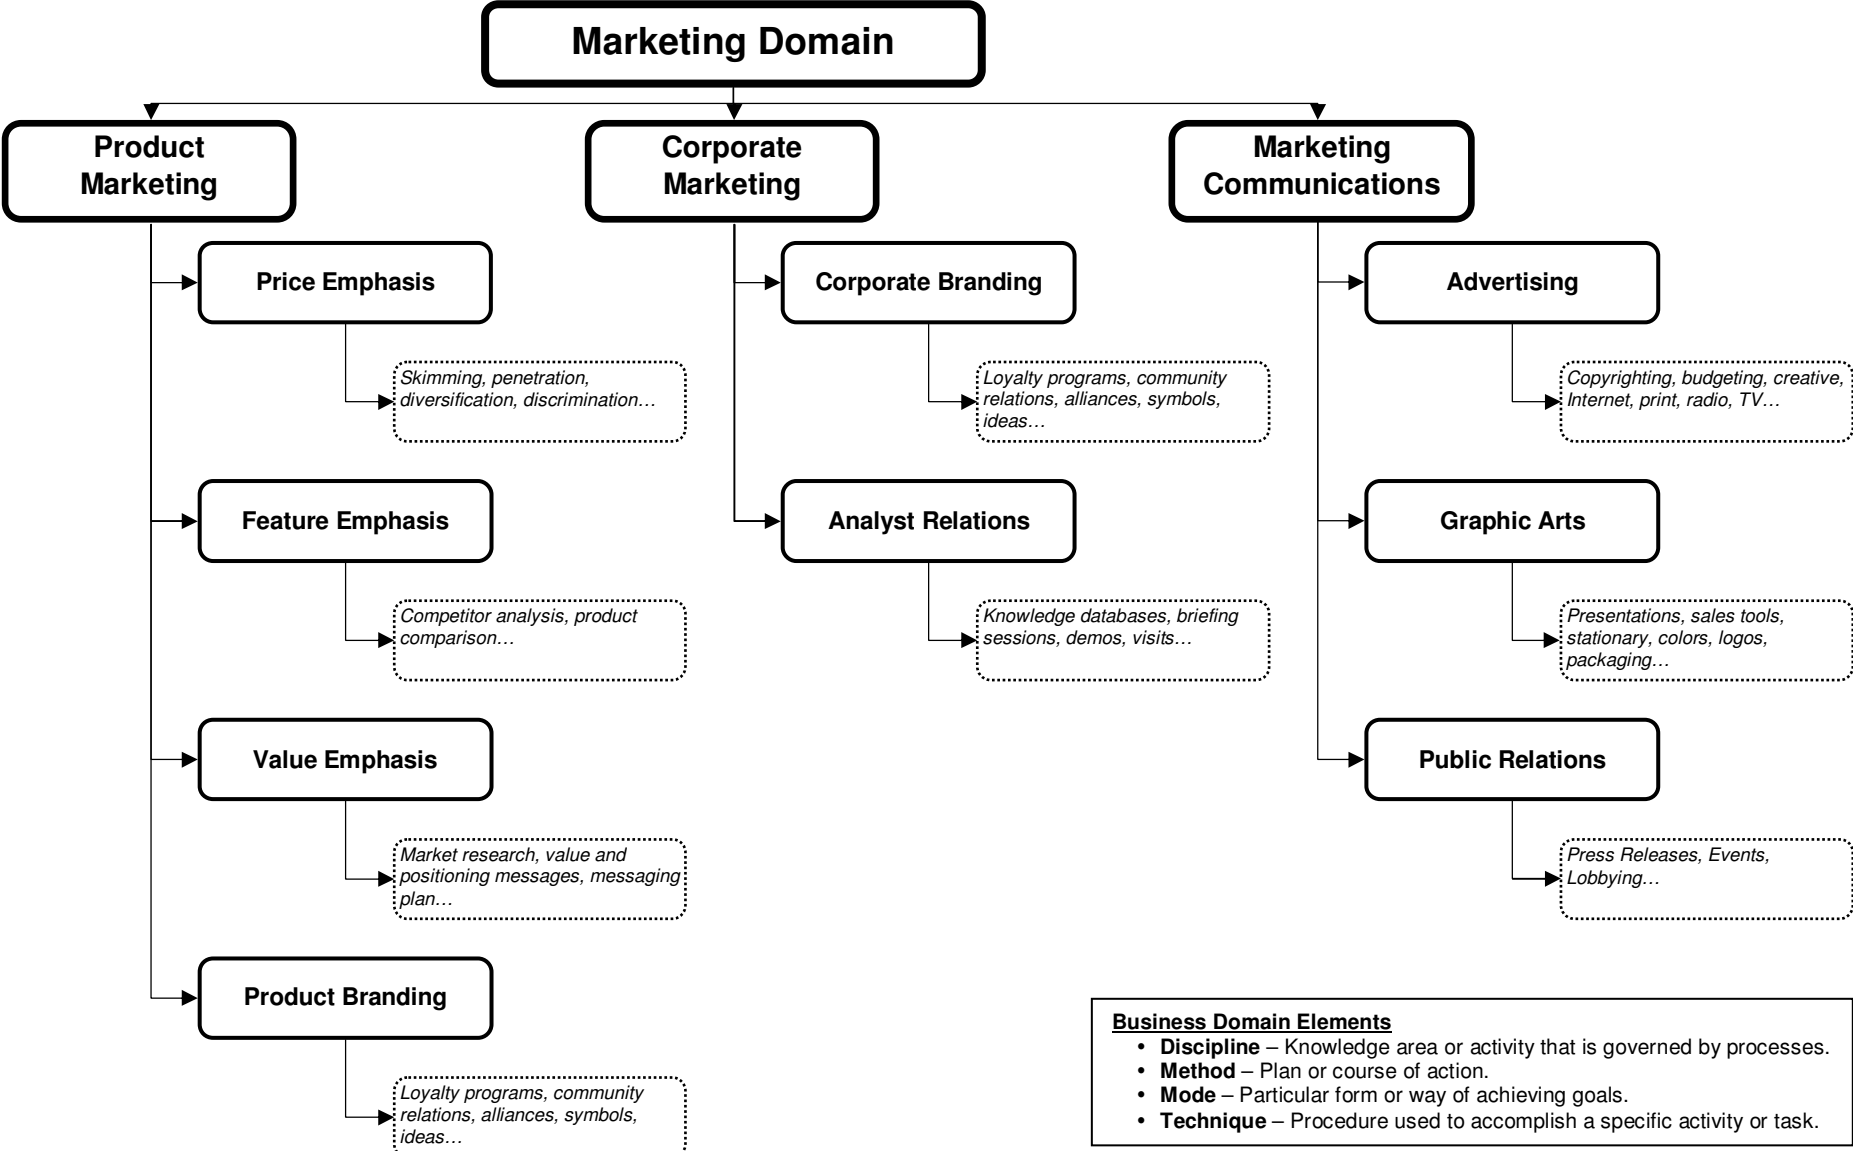 Marketing Domain
Product
Marketing
Corporate
Marketing
Marketing
Communications
Price Emphasis
Skimming, penetration,
diversification, discrimination…
Feature Emphasis
Competitor analysis, product
comparison…
Value Emphasis
Market research, value and
positioning messages, messaging
plan…
Product Branding
Loyalty programs, community
relations, alliances, symbols,
ideas…
Corporate Branding
Loyalty programs, community
relations, alliances, symbols,
ideas…
Analyst Relations
Knowledge databases, briefing
sessions, demos, visits…
Advertising
Copyrighting, budgeting, creative,
Internet, print, radio, TV…
Graphic Arts
Presentations, sales tools,
stationary, colors, logos,
packaging…
Public Relations
Press Releases, Events,
Lobbying…
Business Domain Elements
• Discipline – Knowledge area or activity that is governed by processes.
• Method – Plan or course of action.
• Mode – Particular form or way of achieving goals.
• Technique – Procedure used to accomplish a specific activity or task.